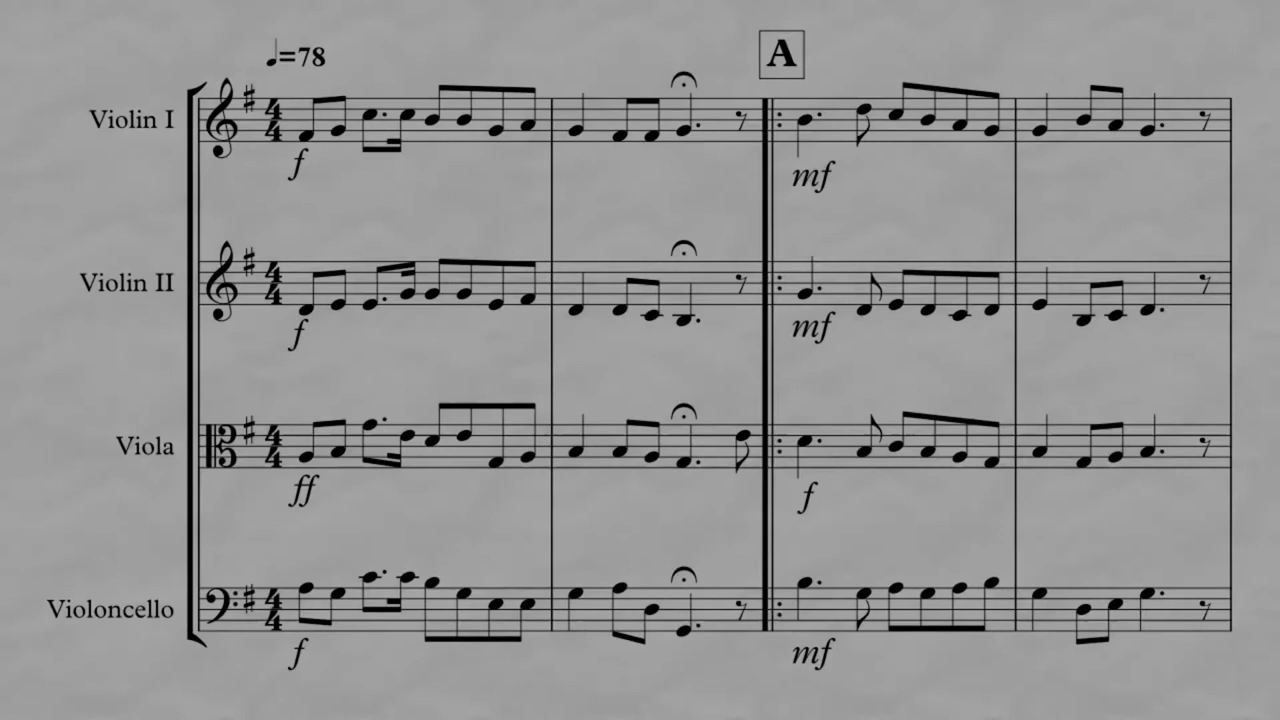 ♩=78
A
Violin I
f
mf
Violin II
f
mf
Viola
ff
f
Violoncello
f
mf